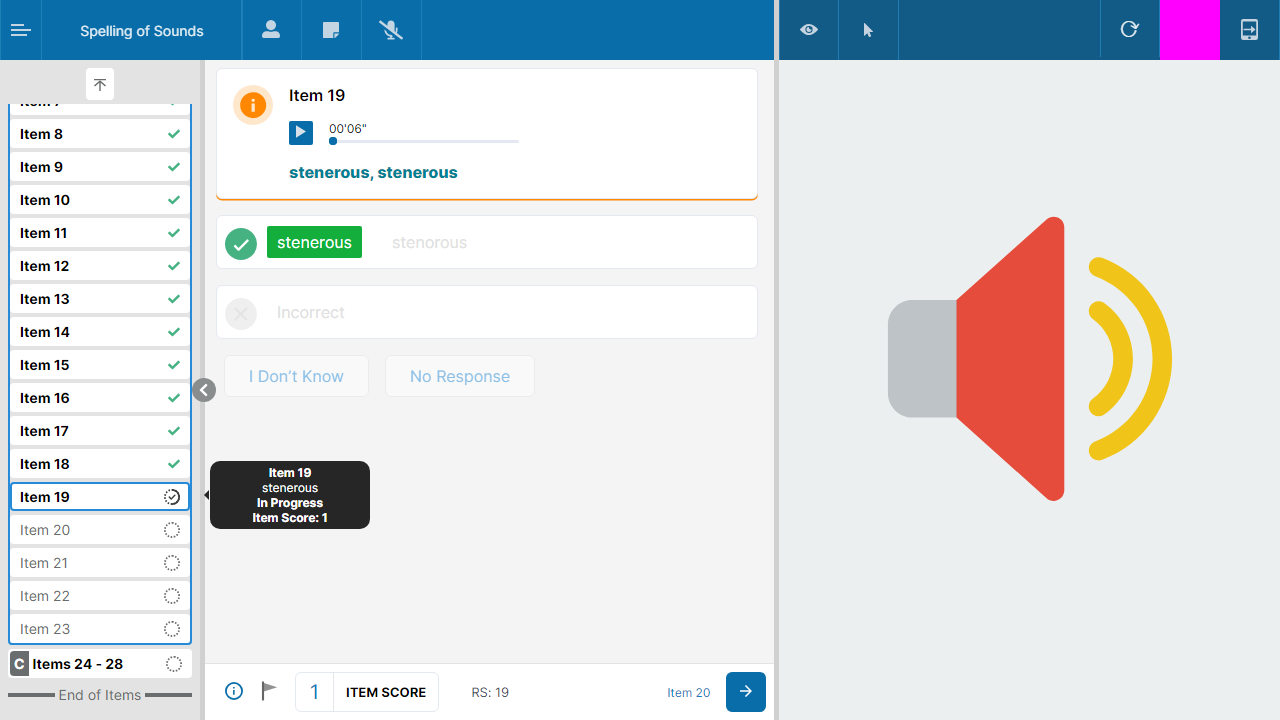 Spelling of Sounds
Item 7
Item 8
Item 9
Item 10
Item 11
Item 12
Item 13
Item 14
Item 15
Item 16
Item 17
Item 18
Item 19
Item 20
Item 21
Item 22
Item 23
C Items 24 - 28
End of Items
Item 19
00'06"
stenerous, stenerous
stenerous stenorous
Incorrect
I Don't Know No Response
Item 19
stenerous
In Progress
Item Score: 1
1 ITEM SCORE RS: 19 Item 20